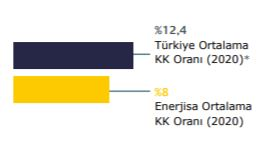 %12,4
Türkiye Ortalama
KK Oranı (2020)*
%8
Enerjisa Ortalama
KK Oranı (2020)